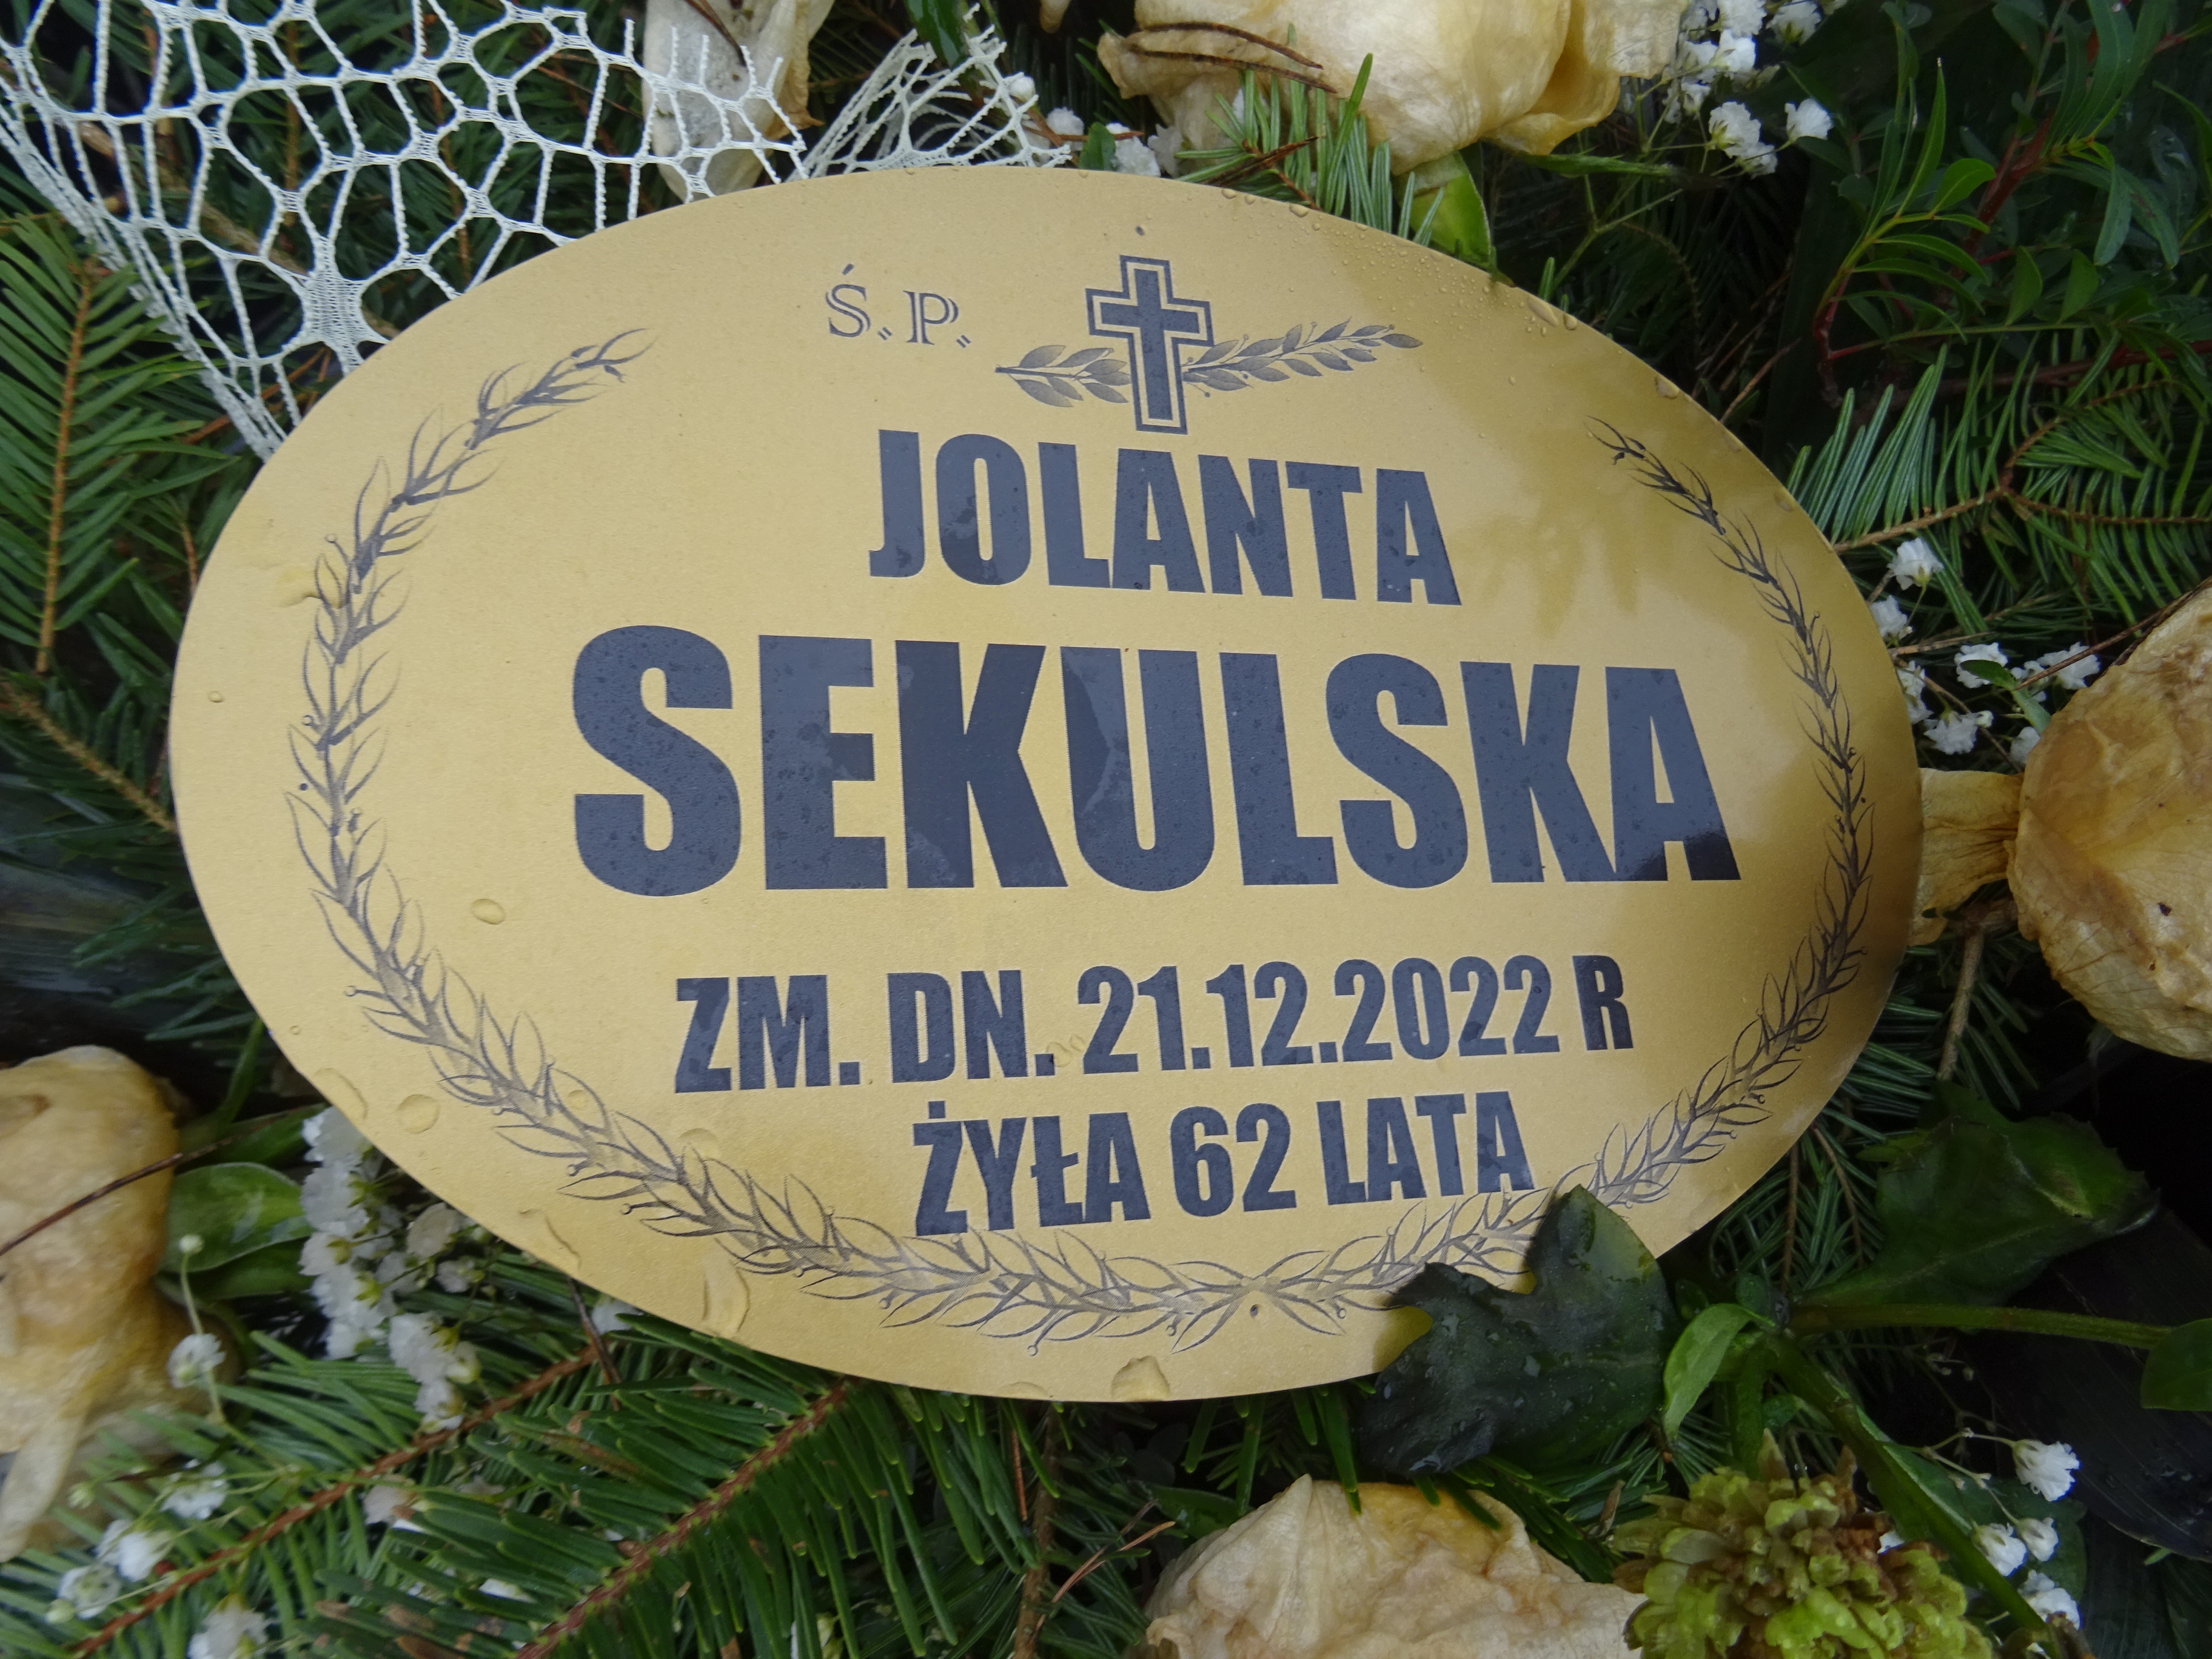 Ś. P.
JOLANTA
SEKULSKA
ZM. DN. 21.12.2022 R
ŻYŁA 62 LATA